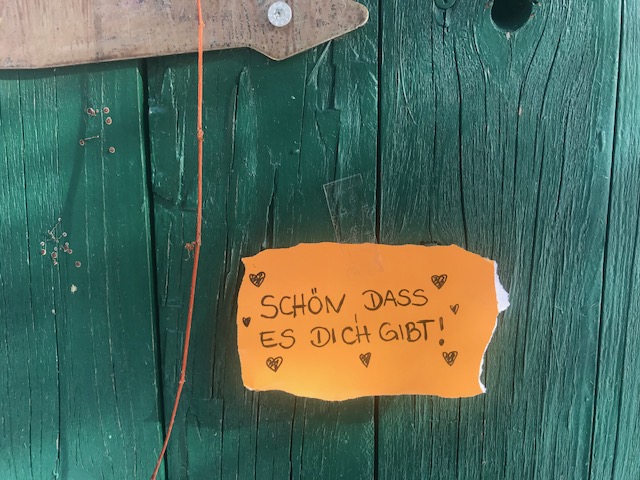 SCHÖN, DASS
ES DICH GIBT!